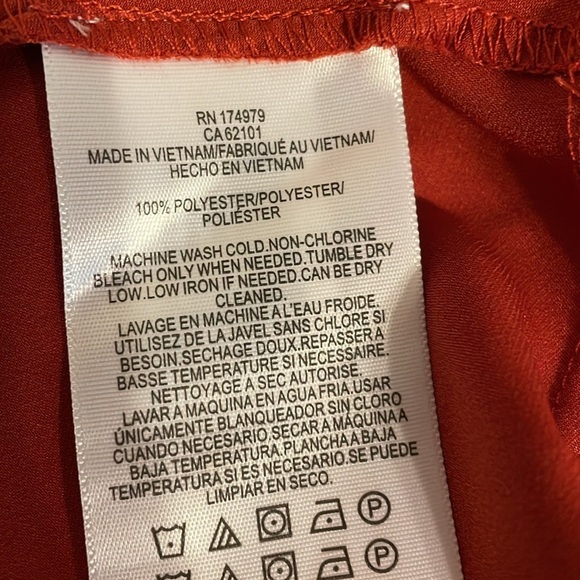 RN 174979
CA 62101
MADE IN VIETNAM/FABRIQUÉ AU VIETNAM/
HECHO EN VIETNAM
100% POLYESTER/POLYESTER/
POLIÉSTER
MACHINE WASH COLD.NON-CHLORINE
BLEACH ONLY WHEN NEEDED.TUMBLE DRY
LOW.LOW IRON IF NEEDED.CAN BE DRY
CLEANED.
LAVAGE EN MACHINE A L'EAU FROIDE.
UTILISEZ DE LA JAVEL SANS CHLORE SI
BESOIN.SECHAGE DOUX.REPASSER A
BASSE TEMPERATURE SI NECESSAIRE.
NETTOYAGE A SEC AUTORISE.
LAVAR A MAQUINA EN AGUA FRIA.USAR
ÚNICAMENTE BLANQUEADOR SIN CLORO
CUANDO NECESARIO.SECAR A MÁQUINA A
BAJA TEMPERATURA.PLANCHA A BAJA
TEMPERATURA SI ES NECESARIO.SE PUEDE
LIMPIAR EN SECO.
P
P